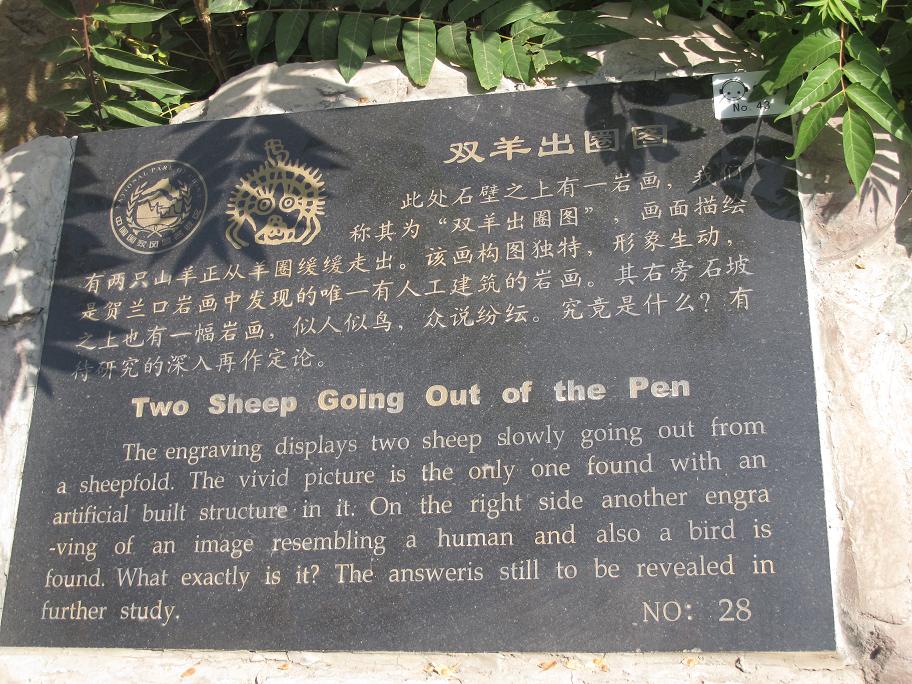 No. 43
双羊出圈图
此处石壁之上有一岩画，我们
称其为“双羊出圈图”，画面描绘
有两只山羊正从羊圈缓缓走出。该画构图独特，形象生动，
是贺兰口岩画中发现的唯一有人工建筑的岩画。其右旁石坡
之上也有一幅岩画，似人似鸟，众说纷纭。究竟是什么？有
待研究的深入再作定论。
Two Sheep Going Out of the Pen
The engraving displays two sheep slowly going out from
a sheepfold. The vivid picture is the only one found with an
artificial built structure in it. On the right side another engra
-ving of an image resembling a human and also a bird is
found. What exactly is it? The answeris still to be revealed in
further study.
NO: 28